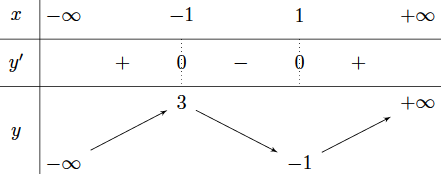 x −∞ −1 1 +∞
y′ + 0 − 0 +
3 +∞
y
−∞ −1